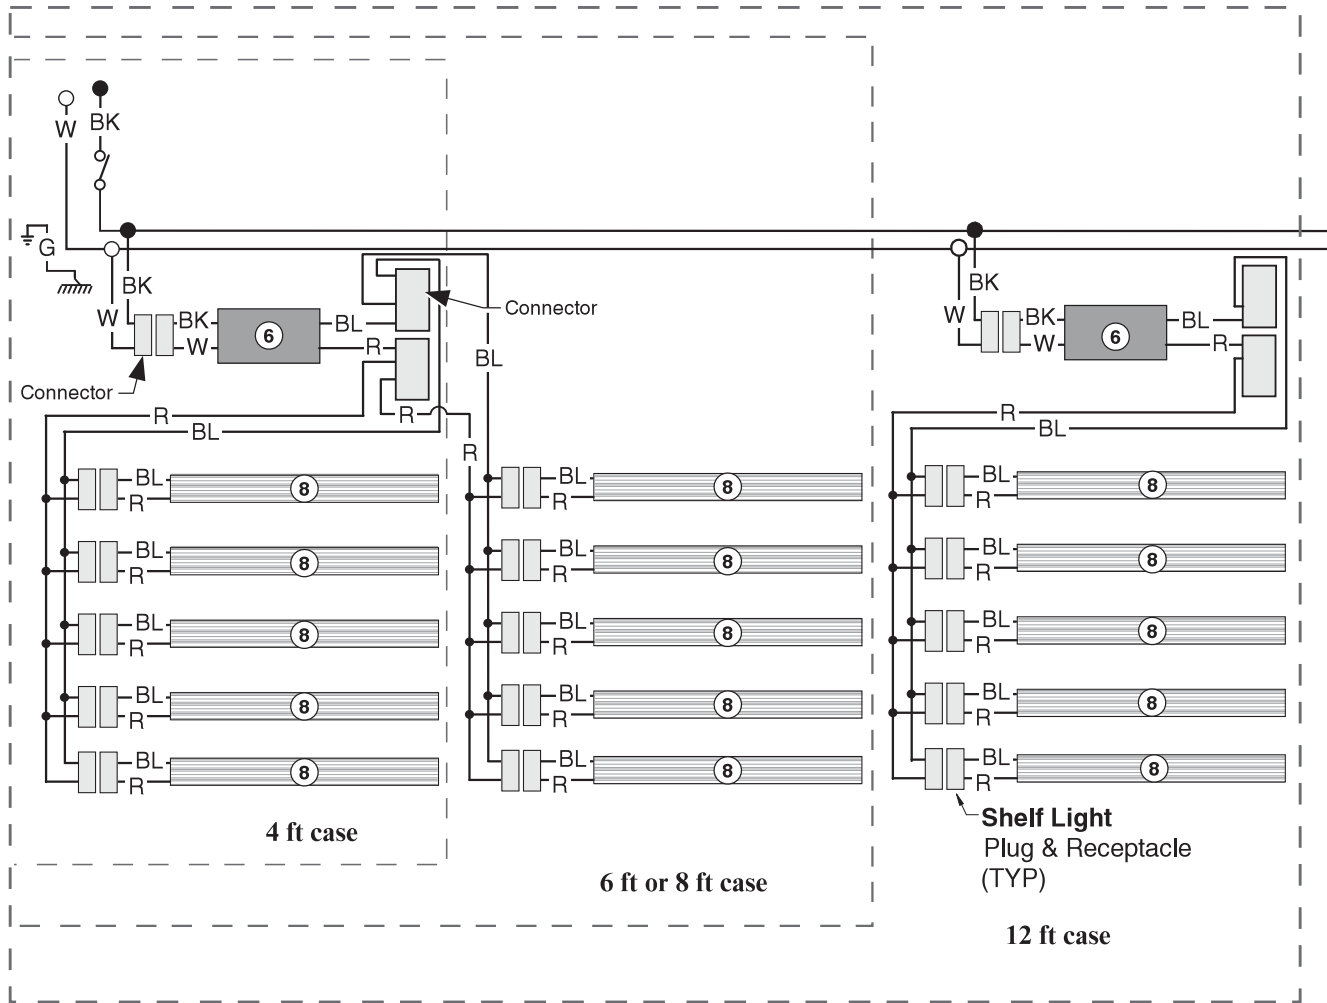 W
BK
G
BK
W
BK
W
6
BL
R
Connector
Connector
BL
R
BL
R
R
BL
R
8
BL
R
8
BL
R
8
BL
R
8
BL
R
8
4 ft case
BL
R
8
BL
R
8
BL
R
8
BL
R
8
BL
R
8
6 ft or 8 ft case
BK
W
BK
W
6
BL
R
R
BL
BL
R
8
BL
R
8
BL
R
8
BL
R
8
BL
R
8
Shelf Light
Plug & Receptacle
(TYP)
12 ft case